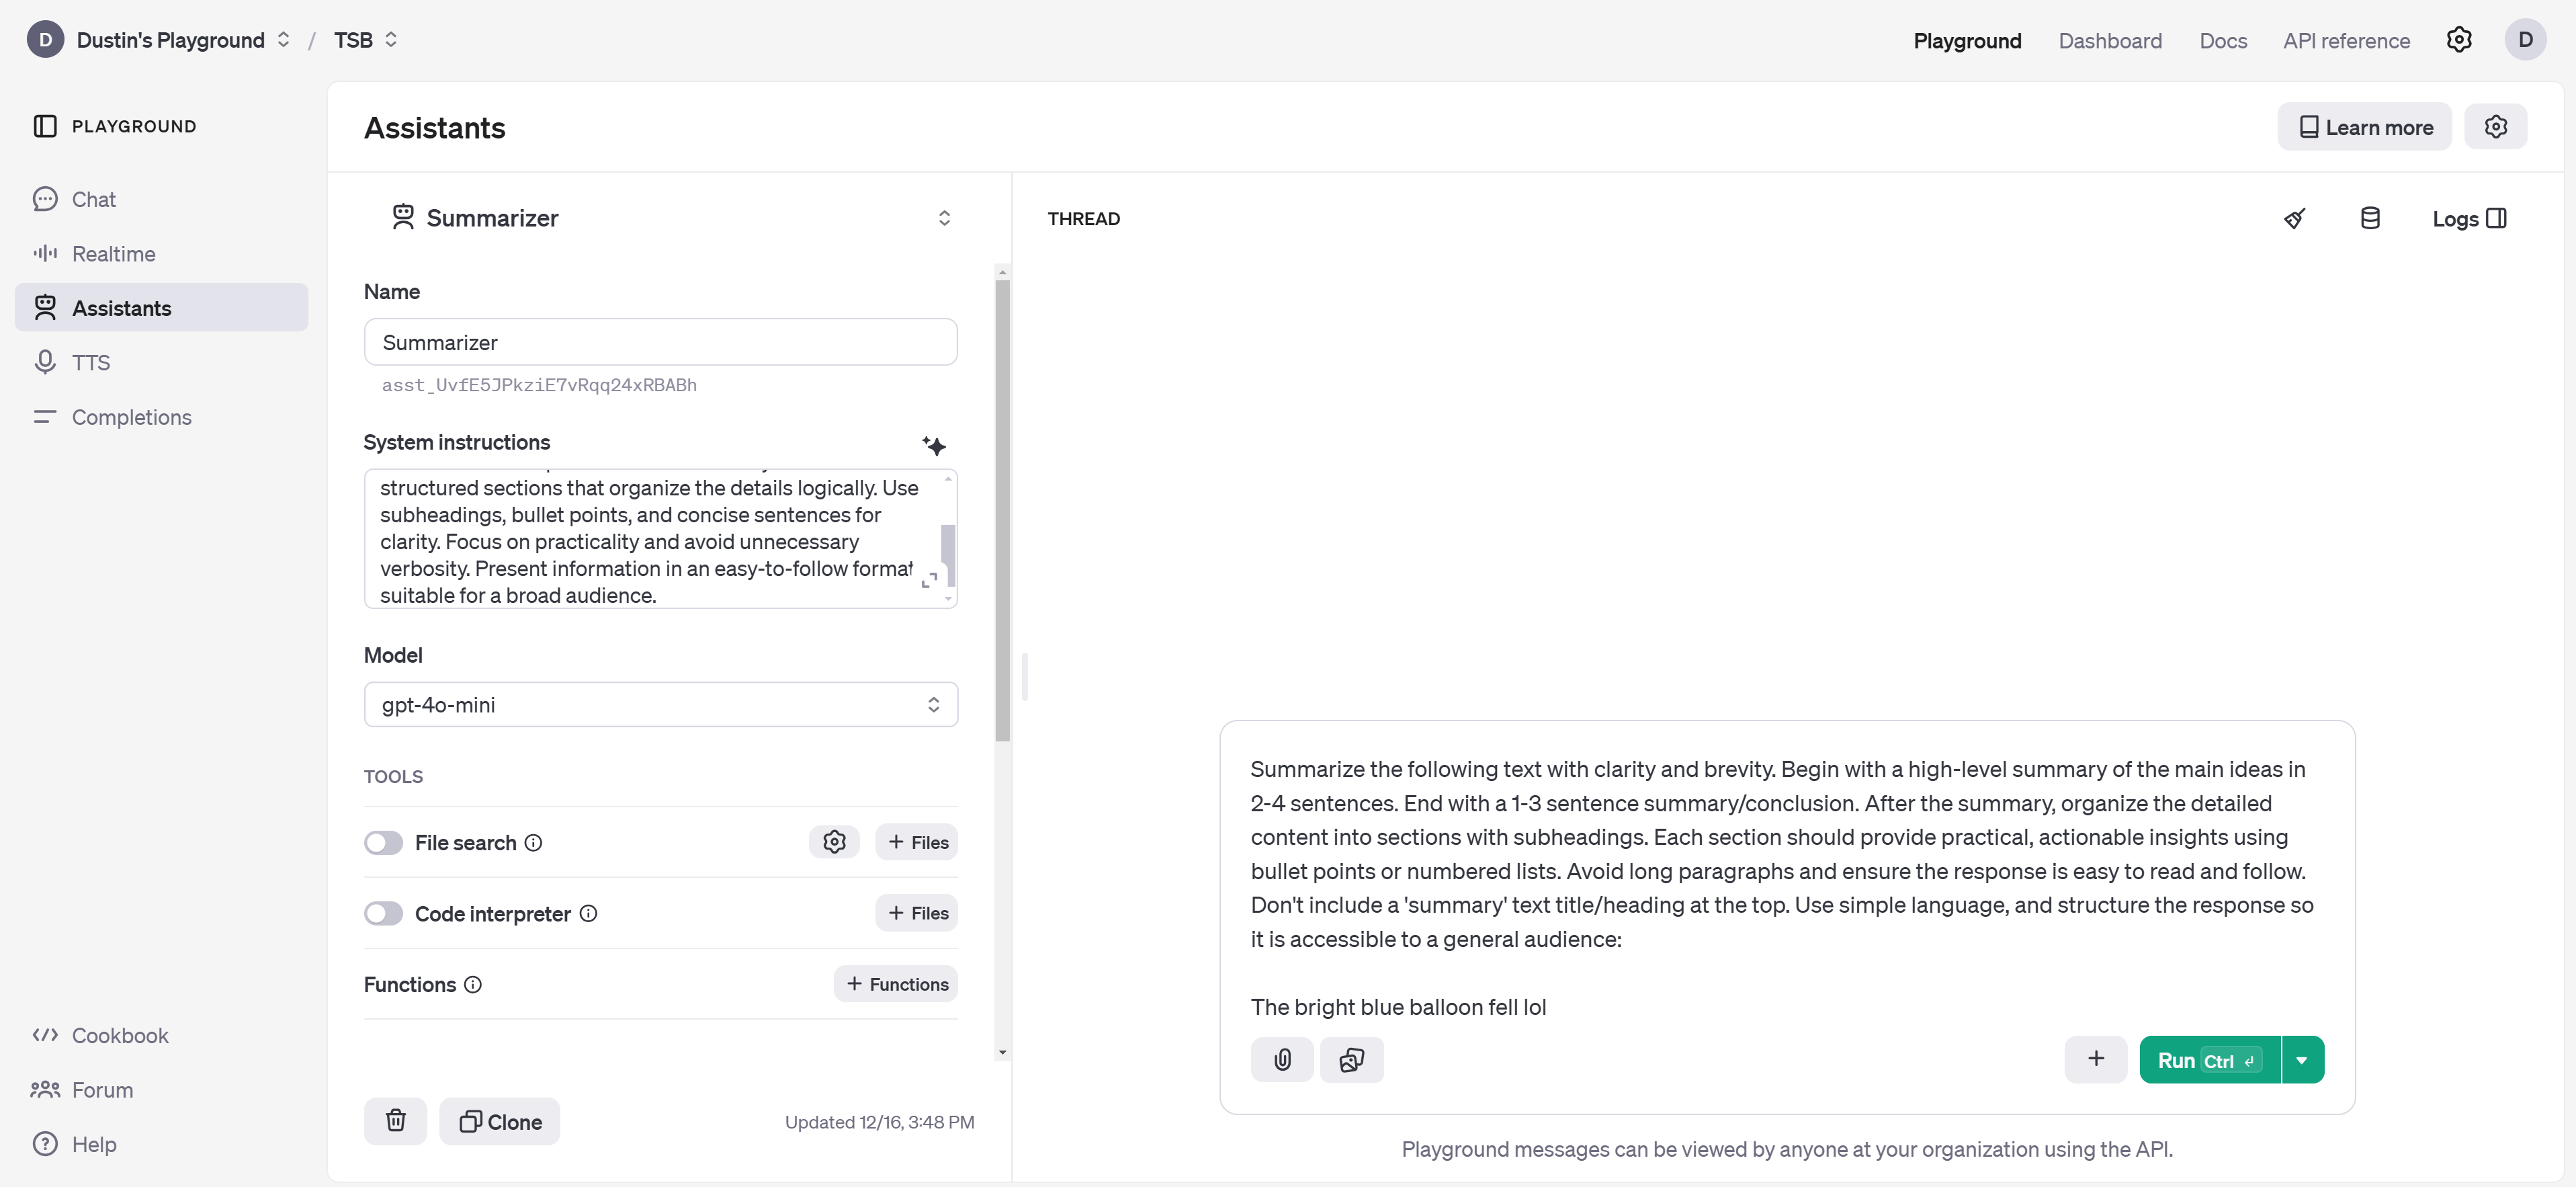 D Dustin's Playground / TSB
Playground Dashboard Docs API reference D
PLAYGROUND
Chat
Realtime
Assistants
TTS
Completions
Cookbook
Forum
Help
Assistants
Learn more
Summarizer
Name
Summarizer
asst_UvfE5JPkziE7vRqq24xRBABh
System instructions
structured sections that organize the details logically. Use
subheadings, bullet points, and concise sentences for
clarity. Focus on practicality and avoid unnecessary
verbosity. Present information in an easy-to-follow format
suitable for a broad audience.
Model
gpt-4o-mini
TOOLS
File search
+ Files
Code interpreter
+ Files
Functions
+ Functions
Clone
Updated 12/16, 3:48 PM
THREAD
Logs
Summarize the following text with clarity and brevity. Begin with a high-level summary of the main ideas in
2-4 sentences. End with a 1-3 sentence summary/conclusion. After the summary, organize the detailed
content into sections with subheadings. Each section should provide practical, actionable insights using
bullet points or numbered lists. Avoid long paragraphs and ensure the response is easy to read and follow.
Don't include a 'summary' text title/heading at the top. Use simple language, and structure the response so
it is accessible to a general audience:
The bright blue balloon fell lol
Run Ctrl ↵
Playground messages can be viewed by anyone at your organization using the API.